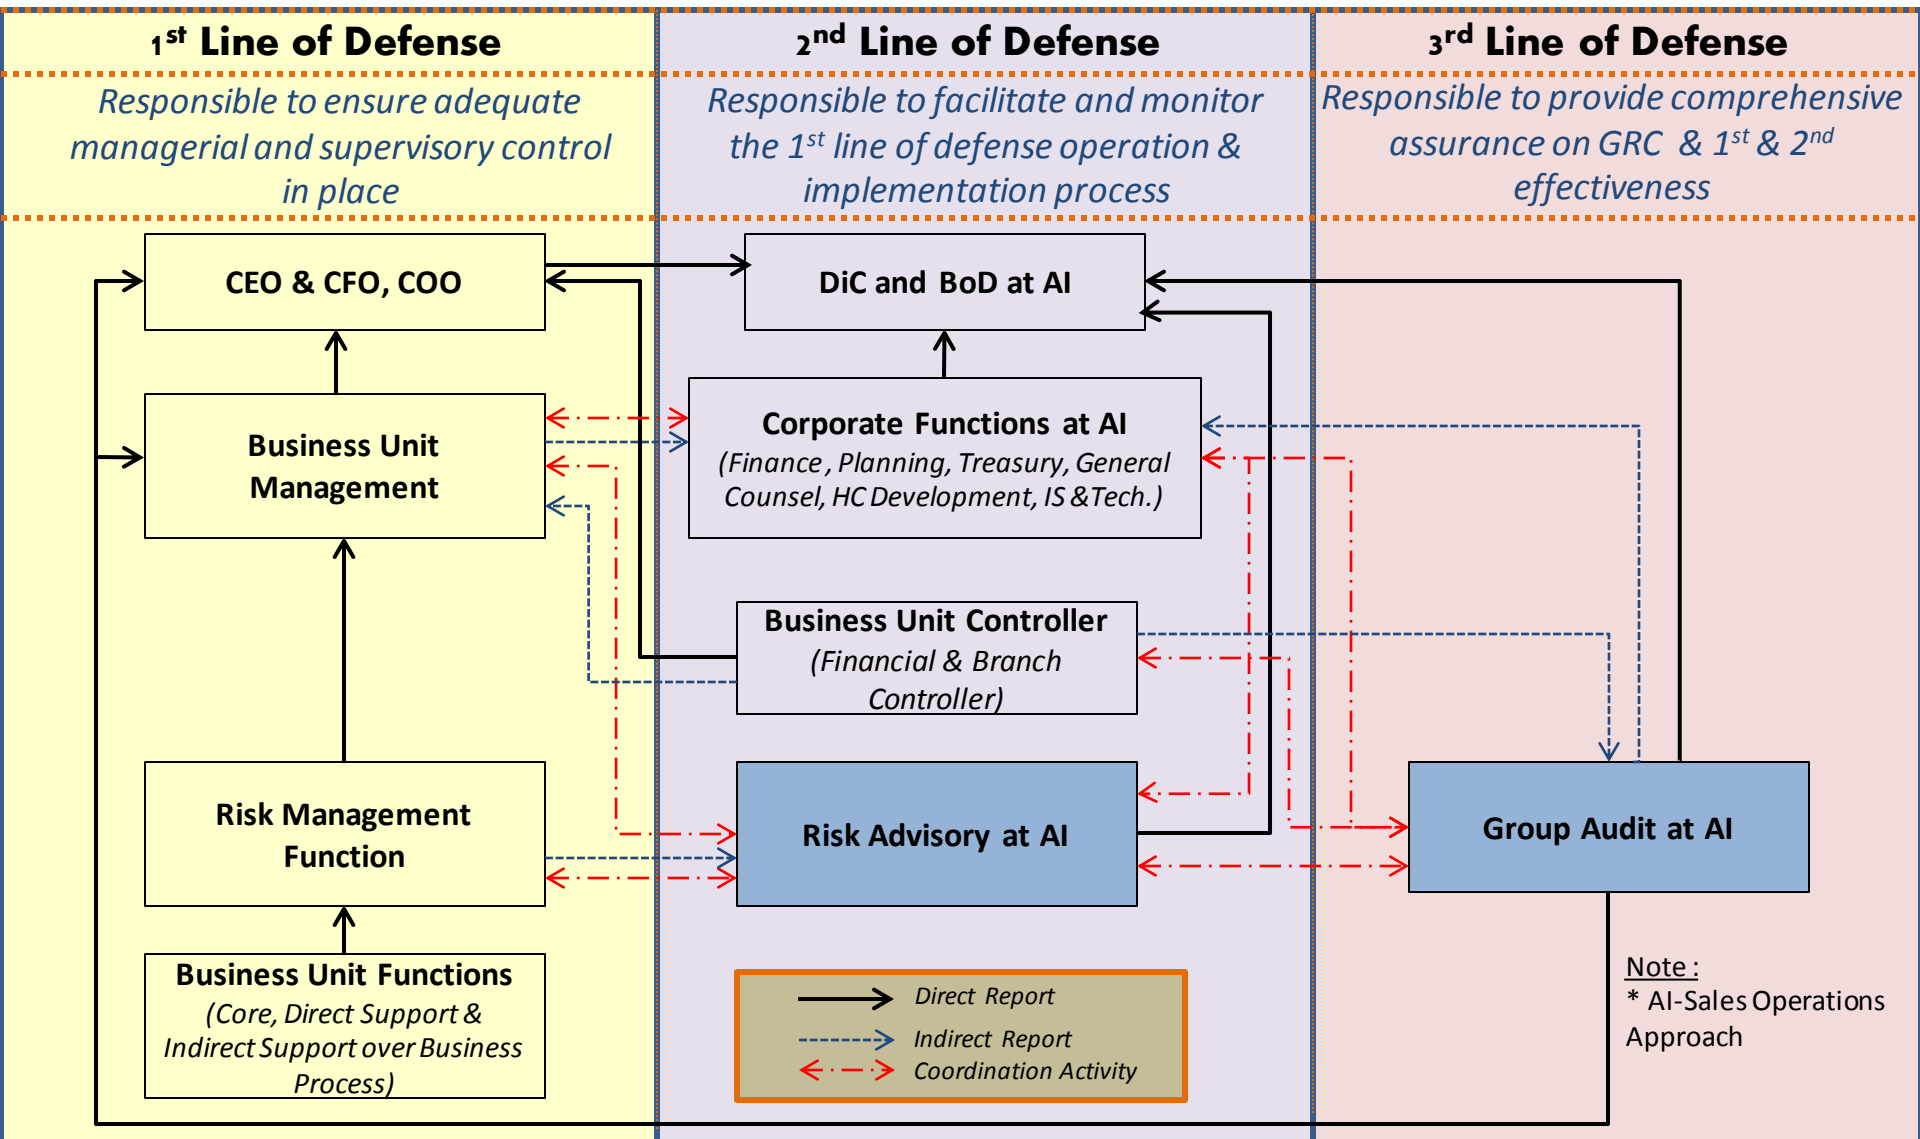 1st Line of Defense
Responsible to ensure adequate
managerial and supervisory control
in place
2nd Line of Defense
Responsible to facilitate and monitor
the 1st line of defense operation &
implementation process
3rd Line of Defense
Responsible to provide comprehensive
assurance on GRC & 1st & 2nd
effectiveness
CEO & CFO, COO
DiC and BoD at AI
Business Unit
Management
Corporate Functions at AI
(Finance, Planning, Treasury, General
Counsel, HC Development, IS &Tech.)
Business Unit Controller
(Financial & Branch
Controller)
Risk Management
Function
Risk Advisory at AI
Group Audit at AI
Business Unit Functions
(Core, Direct Support &
Indirect Support over Business
Process)
Direct Report
Indirect Report
Coordination Activity
Note :
* AI-Sales Operations
Approach